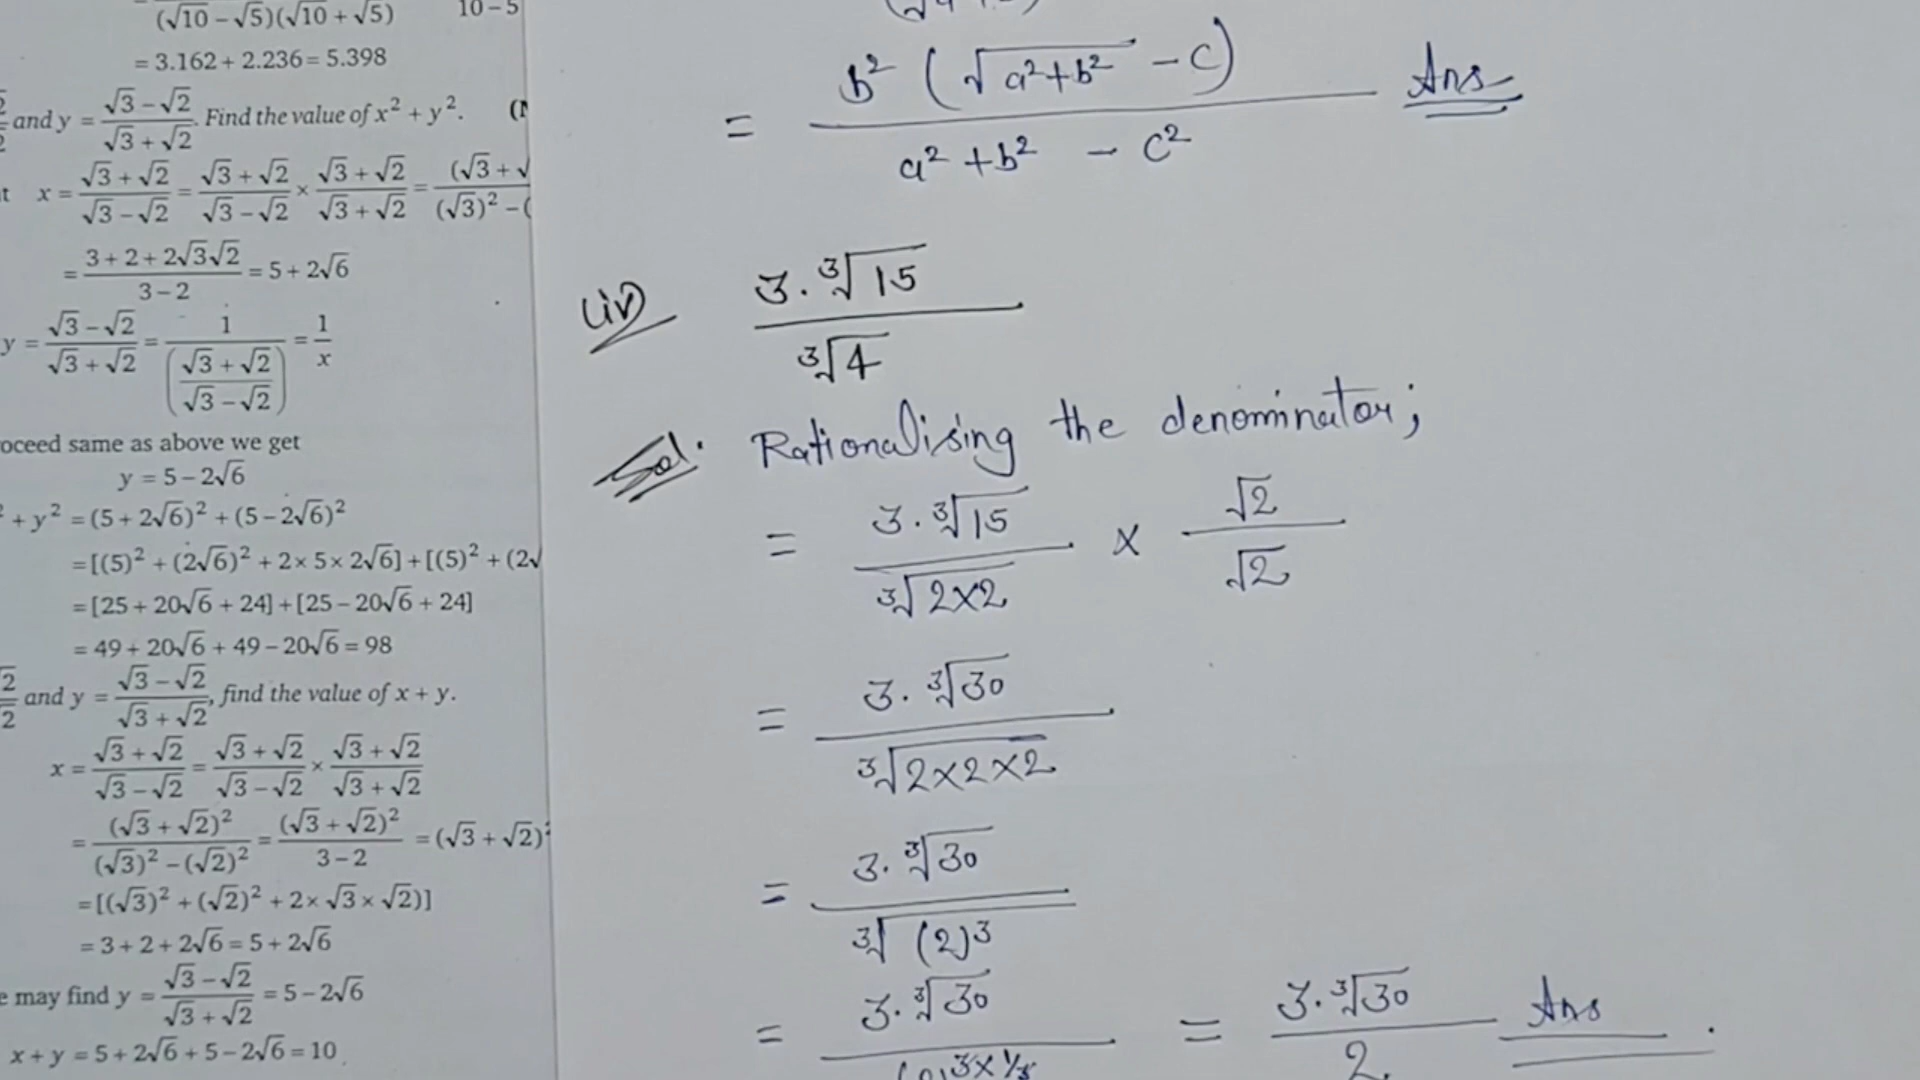 (√10 − √5)(√10 + √5) 10 − 5
= 3.162 + 2.236 = 5.398
and y = (√3 − √2)/(√3 + √2). Find the value of x² + y².
x = (√3 + √2)/(√3 − √2) = (√3 + √2)/(√3 − √2) × (√3 + √2)/(√3 + √2) = (√3 + √/(√3)² − (
= (3 + 2 + 2√3√2)/(3 − 2) = 5 + 2√6
y = (√3 − √2)/(√3 + √2) = 1/((√3 + √2)/(√3 − √2)) = 1/x
oceed same as above we get
y = 5 − 2√6
² + y² = (5 + 2√6)² + (5 − 2√6)²
= [(5)² + (2√6)² + 2 × 5 × 2√6] + [(5)² + (2√
= [25 + 20√6 + 24] + [25 − 20√6 + 24]
= 49 + 20√6 + 49 − 20√6 = 98
and y = (√3 − √2)/(√3 + √2), find the value of x + y.
x = (√3 + √2)/(√3 − √2) = (√3 + √2)/(√3 − √2) × (√3 + √2)/(√3 + √2)
= (√3 + √2)²/((√3)² − (√2)²) = (√3 + √2)²/(3 − 2) = (√3 + √2)²
= [(√3)² + (√2)² + 2 × √3 × √2)]
= 3 + 2 + 2√6 = 5 + 2√6
e may find y = (√3 − √2)/(√3 + √2) = 5 − 2√6
x + y = 5 + 2√6 + 5 − 2√6 = 10
= b² (√(a²+b²) − c)/(a² + b² − c²) Ans
(iv) 3.∛15/∛4
Sol. Rationalising the denominator;
= 3.∛15/∛(2×2) × √2/√2
= 3.∛30/∛(2×2×2)
= 3.∛30/∛(2)³
= 3.∛30/(2)^(3×1/3) = 3.∛30/2 Ans.